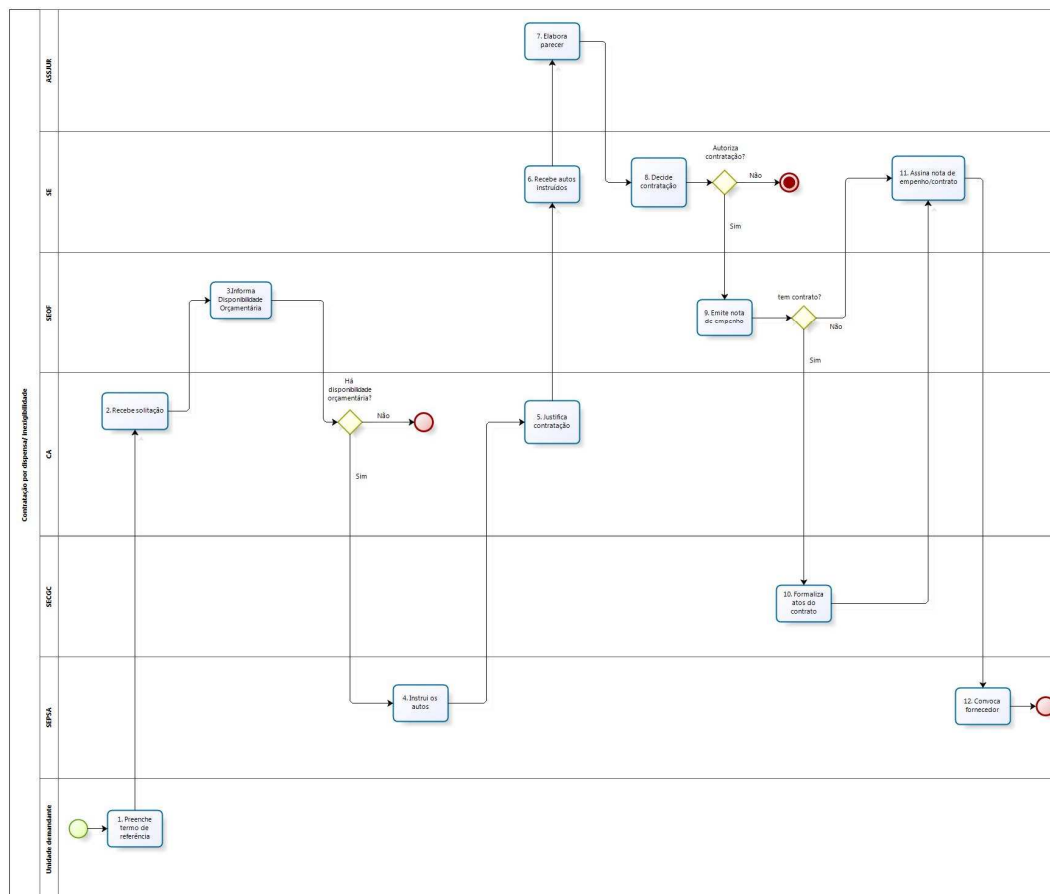 Contratação por dispensa/ Inexigibilidade
ASSJUR
7. Elabora
parecer
SE
6. Recebe autos
instruídos
8. Decide
contratação
Autoriza
contratação?
Não
Sim
11. Assina nota de
empenho/contrato
SEOF
3.Informa
Disponibilidade
Orçamentária
9. Emite nota
de empenho
tem contrato?
Não
Sim
CA
2. Recebe solitação
Há
disponibilidade
orçamentária?
Não
Sim
5. Justifica
contratação
SECGC
10. Formaliza
atos do
contrato
SEPSA
4. Instrui os
autos
12. Convoca
fornecedor
Unidade demandante
1. Preenche
termo de
referência